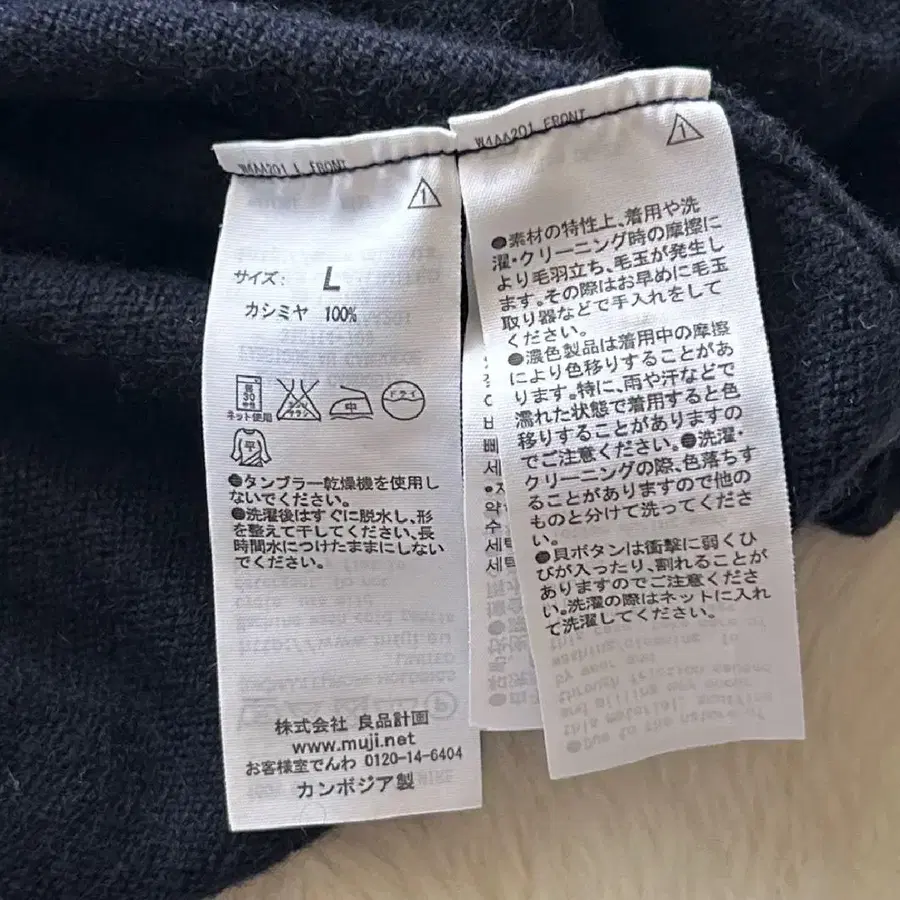 W4AA201 L FRONT
1
サイズ: L
カシミヤ 100%
弱
30
中性
ネット使用
エンソ
サラシ
中
ドライ
平
●タンブラー乾燥機を使用し
ないでください。
●洗濯後はすぐに脱水し、形
を整えて干してください、長
時間水につけたままにしない
でください。
株式会社 良品計画
www.muji.net
お客様室でんわ 0120-14-6404
カンボジア製
W4AA201 FRONT
1
●素材の特性上、着用や洗
濯・クリーニング時の摩擦に
より毛羽立ち、毛玉が発生し
ます。その際はお早めに毛玉
取り器などで手入れをして
ください。
●濃色製品は着用中の摩擦
により色移りすることがあ
ります。特に、雨や汗などで
濡れた状態で着用すると色
移りすることがありますの
でご注意ください。●洗濯・
クリーニングの際、色落ちす
ることがありますので他の
ものと分けて洗ってくださ
い。
●貝ボタンは衝撃に弱くひ
びが入ったり、割れることが
ありますのでご注意くださ
い。洗濯の際はネットに入れ
て洗濯してください。